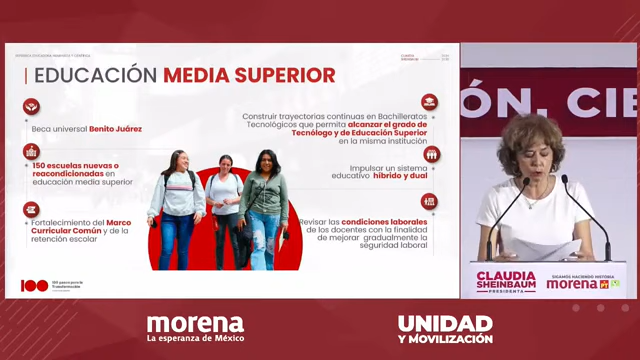 EDUCACIÓN MEDIA SUPERIOR
Beca universal Benito Juárez
150 escuelas nuevas o
reacondicionadas en
educación media superior
Fortalecimiento del Marco
Curricular Común y de la
retención escolar
Construir trayectorias continuas en Bachilleratos
Tecnológicos que permita alcanzar el grado de
Tecnólogo y de Educación Superior
en la misma institución
Impulsar un sistema
educativo híbrido y dual
Revisar las condiciones laborales
de los docentes con la finalidad
de mejorar gradualmente la
seguridad laboral
100
ÓN, CIE
CLAUDIA
SHEINBAUM
PRESIDENTA
SIGAMOS HACIENDO HISTORIA
morena PT
morena
La esperanza de México
UNIDAD
Y MOVILIZACIÓN